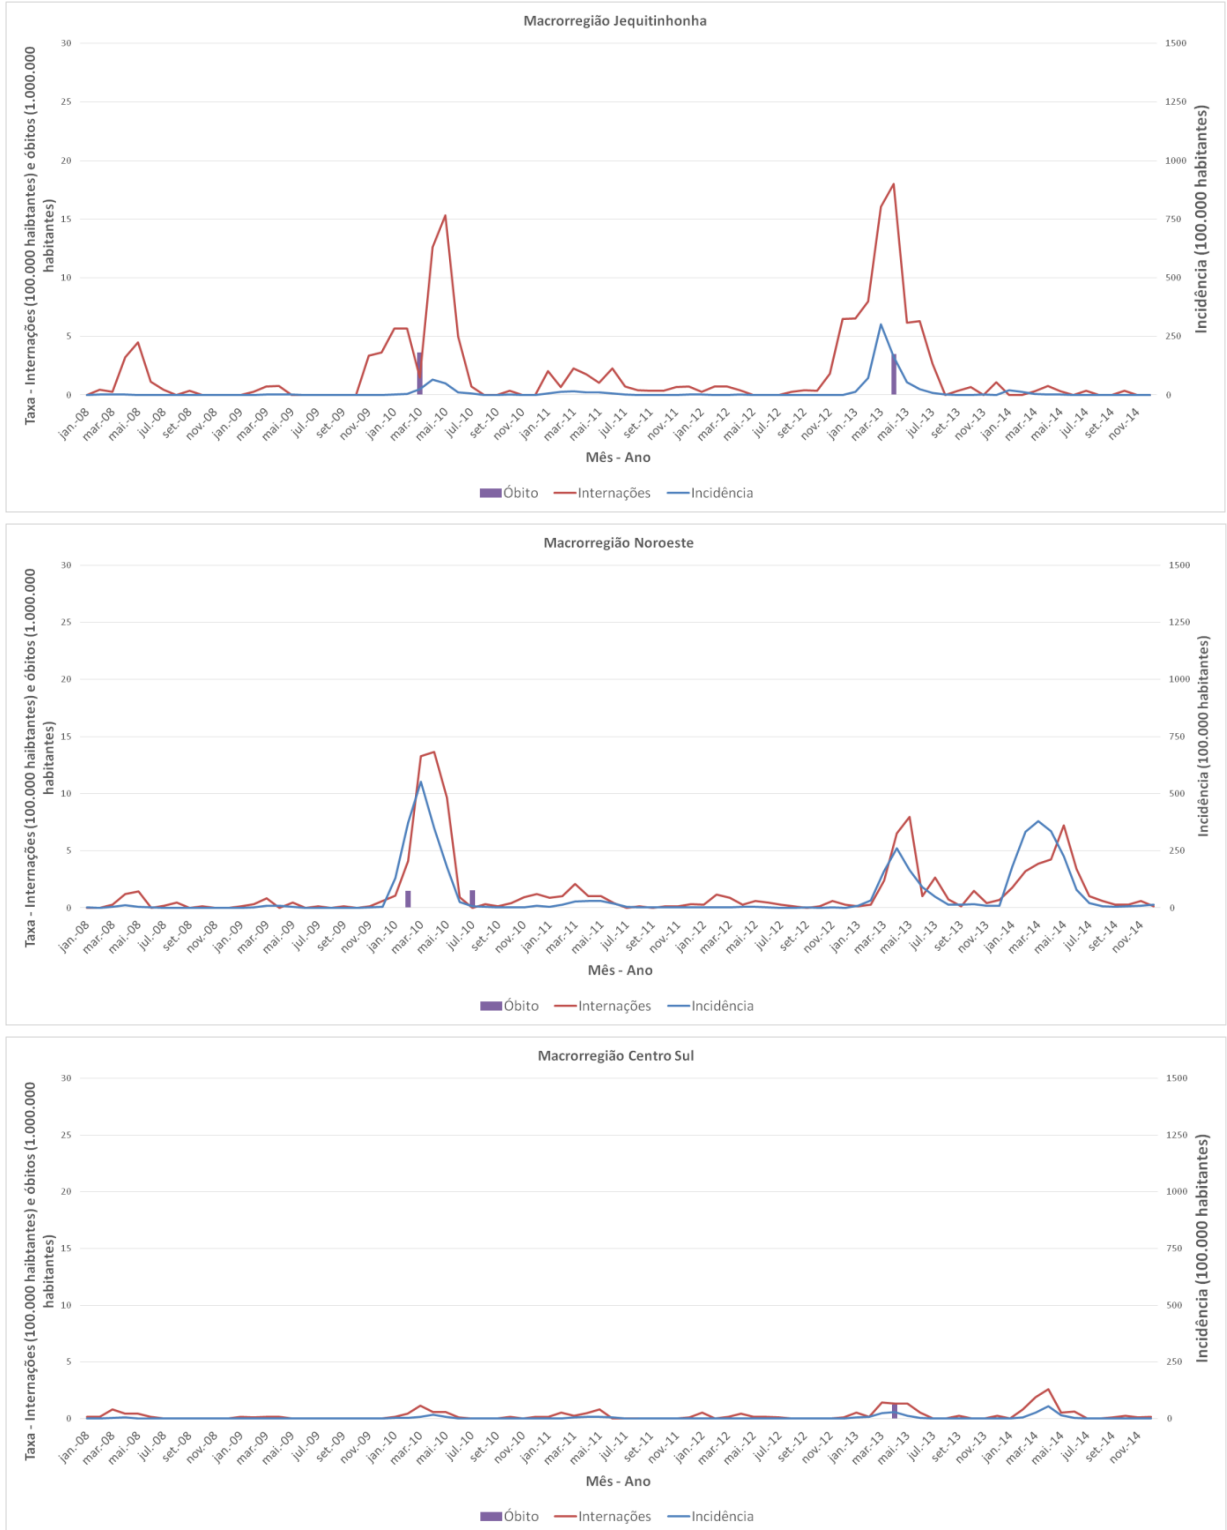 Macrorregião Jequitinhonha
Taxa - Internações (100.000 haibtantes) e óbitos (1.000.000
habitantes)
30
25
20
15
10
5
0
1500
1250
1000
750
500
250
0
Incidência (100.000 habitantes)
jan.-08 mar.-08 mai.-08 jul.-08 set.-08 nov.-08 jan.-09 mar.-09 mai.-09 jul.-09 set.-09 nov.-09 jan.-10 mar.-10 mai.-10 jul.-10 set.-10 nov.-10 jan.-11 mar.-11 mai.-11 jul.-11 set.-11 nov.-11 jan.-12 mar.-12 mai.-12 jul.-12 set.-12 nov.-12 jan.-13 mar.-13 mai.-13 jul.-13 set.-13 nov.-13 jan.-14 mar.-14 mai.-14 jul.-14 set.-14 nov.-14
Mês - Ano
Óbito Internações Incidência
Macrorregião Noroeste
Taxa - Internações (100.000 haibtantes) e óbitos (1.000.000
habitantes)
30
25
20
15
10
5
0
1500
1250
1000
750
500
250
0
Incidência (100.000 habitantes)
jan.-08 mar.-08 mai.-08 jul.-08 set.-08 nov.-08 jan.-09 mar.-09 mai.-09 jul.-09 set.-09 nov.-09 jan.-10 mar.-10 mai.-10 jul.-10 set.-10 nov.-10 jan.-11 mar.-11 mai.-11 jul.-11 set.-11 nov.-11 jan.-12 mar.-12 mai.-12 jul.-12 set.-12 nov.-12 jan.-13 mar.-13 mai.-13 jul.-13 set.-13 nov.-13 jan.-14 mar.-14 mai.-14 jul.-14 set.-14 nov.-14
Mês - Ano
Óbito Internações Incidência
Macrorregião Centro Sul
Taxa - Internações (100.000 haibtantes) e óbitos (1.000.000
habitantes)
30
25
20
15
10
5
0
1500
1250
1000
750
500
250
0
Incidência (100.000 habitantes)
jan.-08 mar.-08 mai.-08 jul.-08 set.-08 nov.-08 jan.-09 mar.-09 mai.-09 jul.-09 set.-09 nov.-09 jan.-10 mar.-10 mai.-10 jul.-10 set.-10 nov.-10 jan.-11 mar.-11 mai.-11 jul.-11 set.-11 nov.-11 jan.-12 mar.-12 mai.-12 jul.-12 set.-12 nov.-12 jan.-13 mar.-13 mai.-13 jul.-13 set.-13 nov.-13 jan.-14 mar.-14 mai.-14 jul.-14 set.-14 nov.-14
Mês - Ano
Óbito Internações Incidência